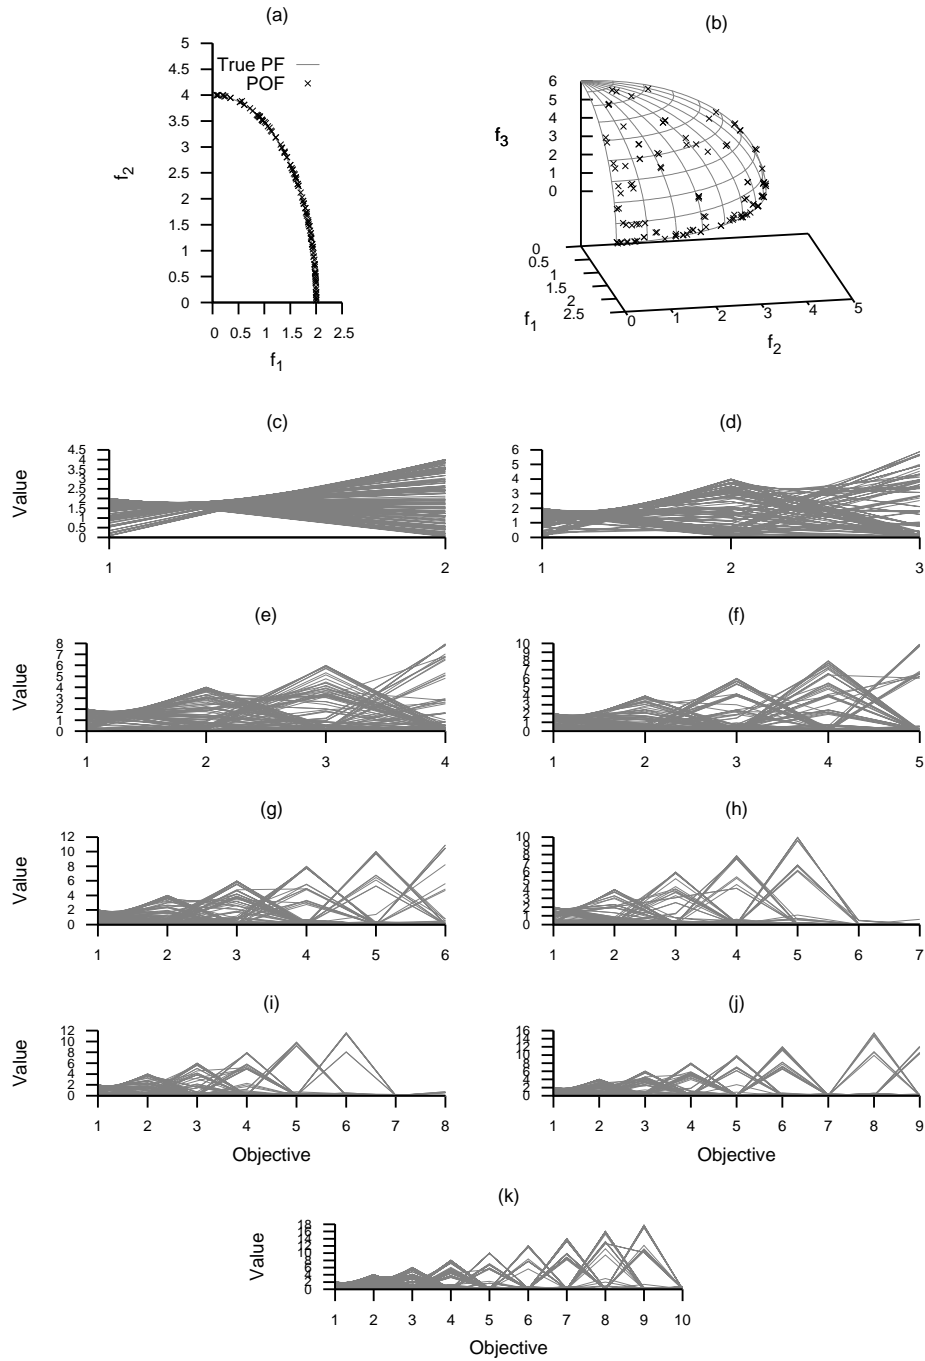 (a)
5
4.5
4
3.5
3
2.5
2
1.5
1
0.5
0
f2
True PF
POF
0 0.5 1 1.5 2 2.5
f1
(b)
6
5
4
3
2
1
0
f3
0
0.5
1
1.5
2
2.5
f1
0 1 2 3 4 5
f2
(c)
4.5
4
3.5
3
2.5
2
1.5
1
0.5
0
Value
1 2
(d)
6
5
4
3
2
1
0
1 2 3
(e)
8
7
6
5
4
3
2
1
0
Value
1 2 3 4
(f)
10
9
8
7
6
5
4
3
2
1
0
1 2 3 4 5
(g)
12
10
8
6
4
2
0
Value
1 2 3 4 5 6
(h)
10
9
8
7
6
5
4
3
2
1
0
1 2 3 4 5 6 7
(i)
12
10
8
6
4
2
0
Value
1 2 3 4 5 6 7 8
Objective
(j)
16
14
12
10
8
6
4
2
0
1 2 3 4 5 6 7 8 9
Objective
(k)
18
16
14
12
10
8
6
4
2
0
Value
1 2 3 4 5 6 7 8 9 10
Objective